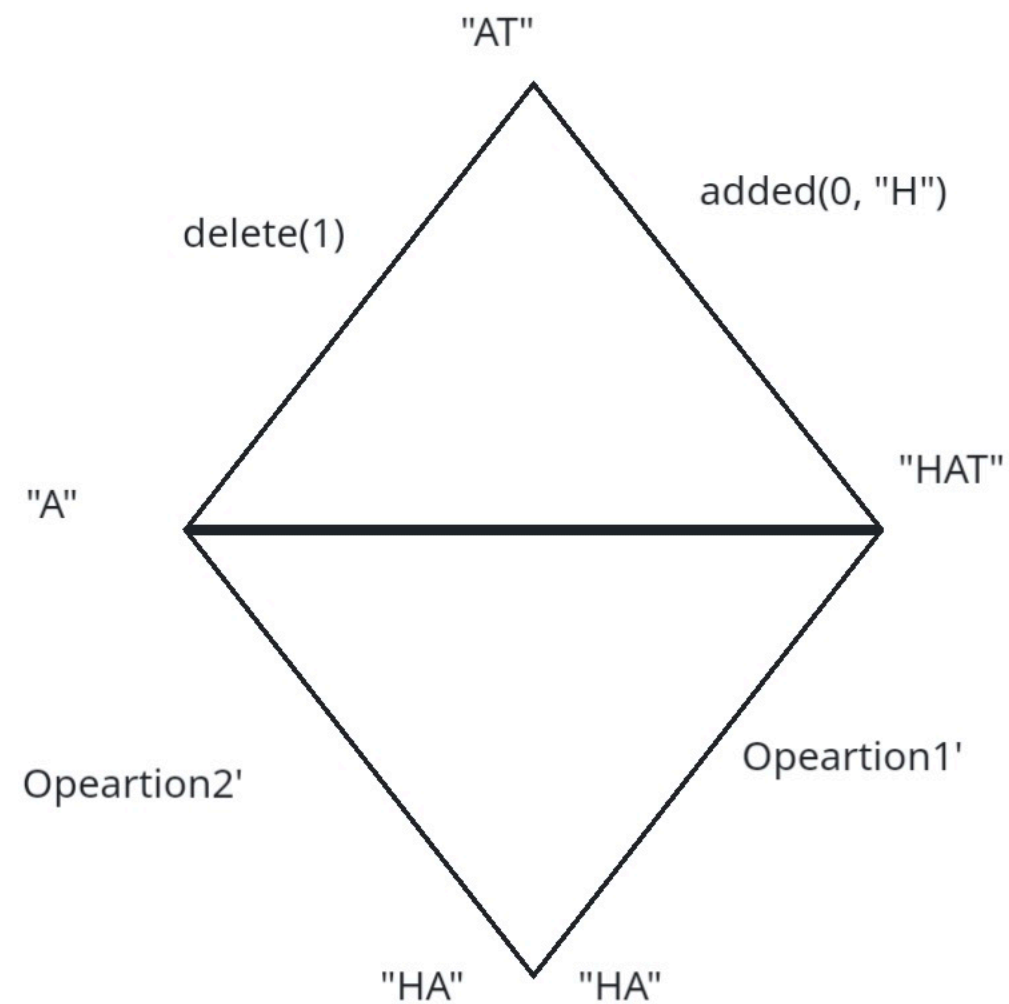 "AT"
added(0, "H")
delete(1)
"HAT"
"A"
Opeartion1'
Opeartion2'
"HA"
"HA"